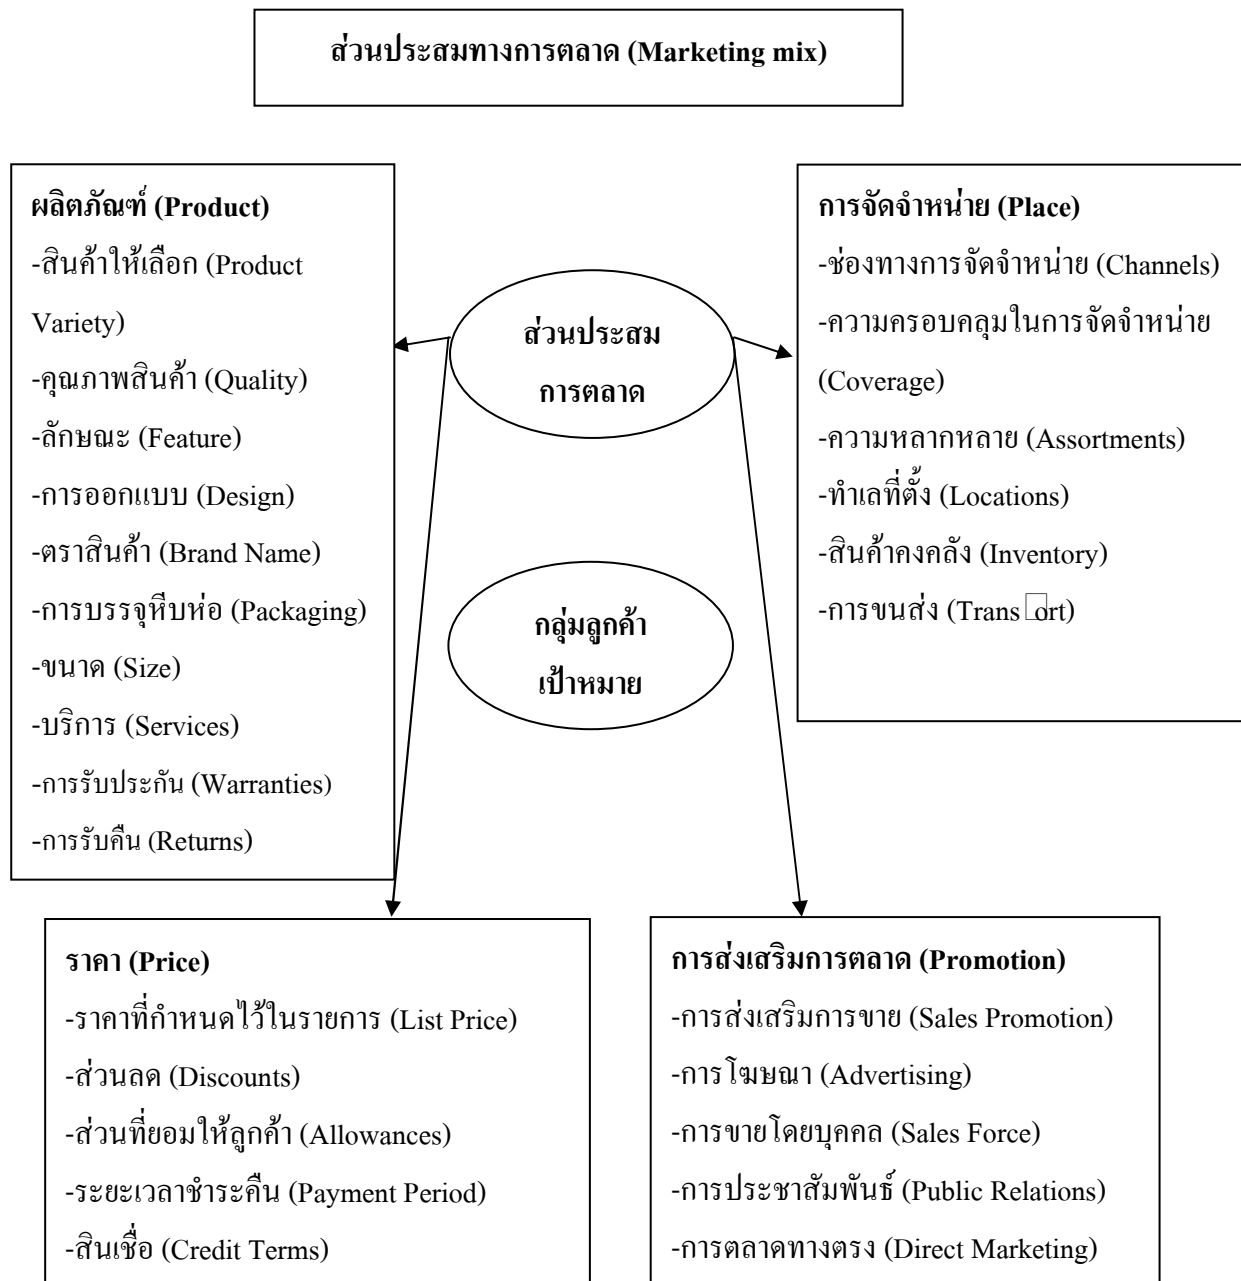 ส่วนประสมทางการตลาด (Marketing mix)
ผลิตภัณฑ์ (Product)
-สินค้าให้เลือก (Product
Variety)
-คุณภาพสินค้า (Quality)
-ลักษณะ (Feature)
-การออกแบบ (Design)
-ตราสินค้า (Brand Name)
-การบรรจุหีบห่อ (Packaging)
-ขนาด (Size)
-บริการ (Services)
-การรับประกัน (Warranties)
-การรับคืน (Returns)
ส่วนประสม
การตลาด
กลุ่มลูกค้า
เป้าหมาย
การจัดจำหน่าย (Place)
-ช่องทางการจัดจำหน่าย (Channels)
-ความครอบคลุมในการจัดจำหน่าย
(Coverage)
-ความหลากหลาย (Assortments)
-ทำเลที่ตั้ง (Locations)
-สินค้าคงคลัง (Inventory)
-การขนส่ง (Trans□ort)
ราคา (Price)
-ราคาที่กำหนดไว้ในรายการ (List Price)
-ส่วนลด (Discounts)
-ส่วนที่ยอมให้ลูกค้า (Allowances)
-ระยะเวลาชำระคืน (Payment Period)
-สินเชื่อ (Credit Terms)
การส่งเสริมการตลาด (Promotion)
-การส่งเสริมการขาย (Sales Promotion)
-การโฆษณา (Advertising)
-การขายโดยบุคคล (Sales Force)
-การประชาสัมพันธ์ (Public Relations)
-การตลาดทางตรง (Direct Marketing)